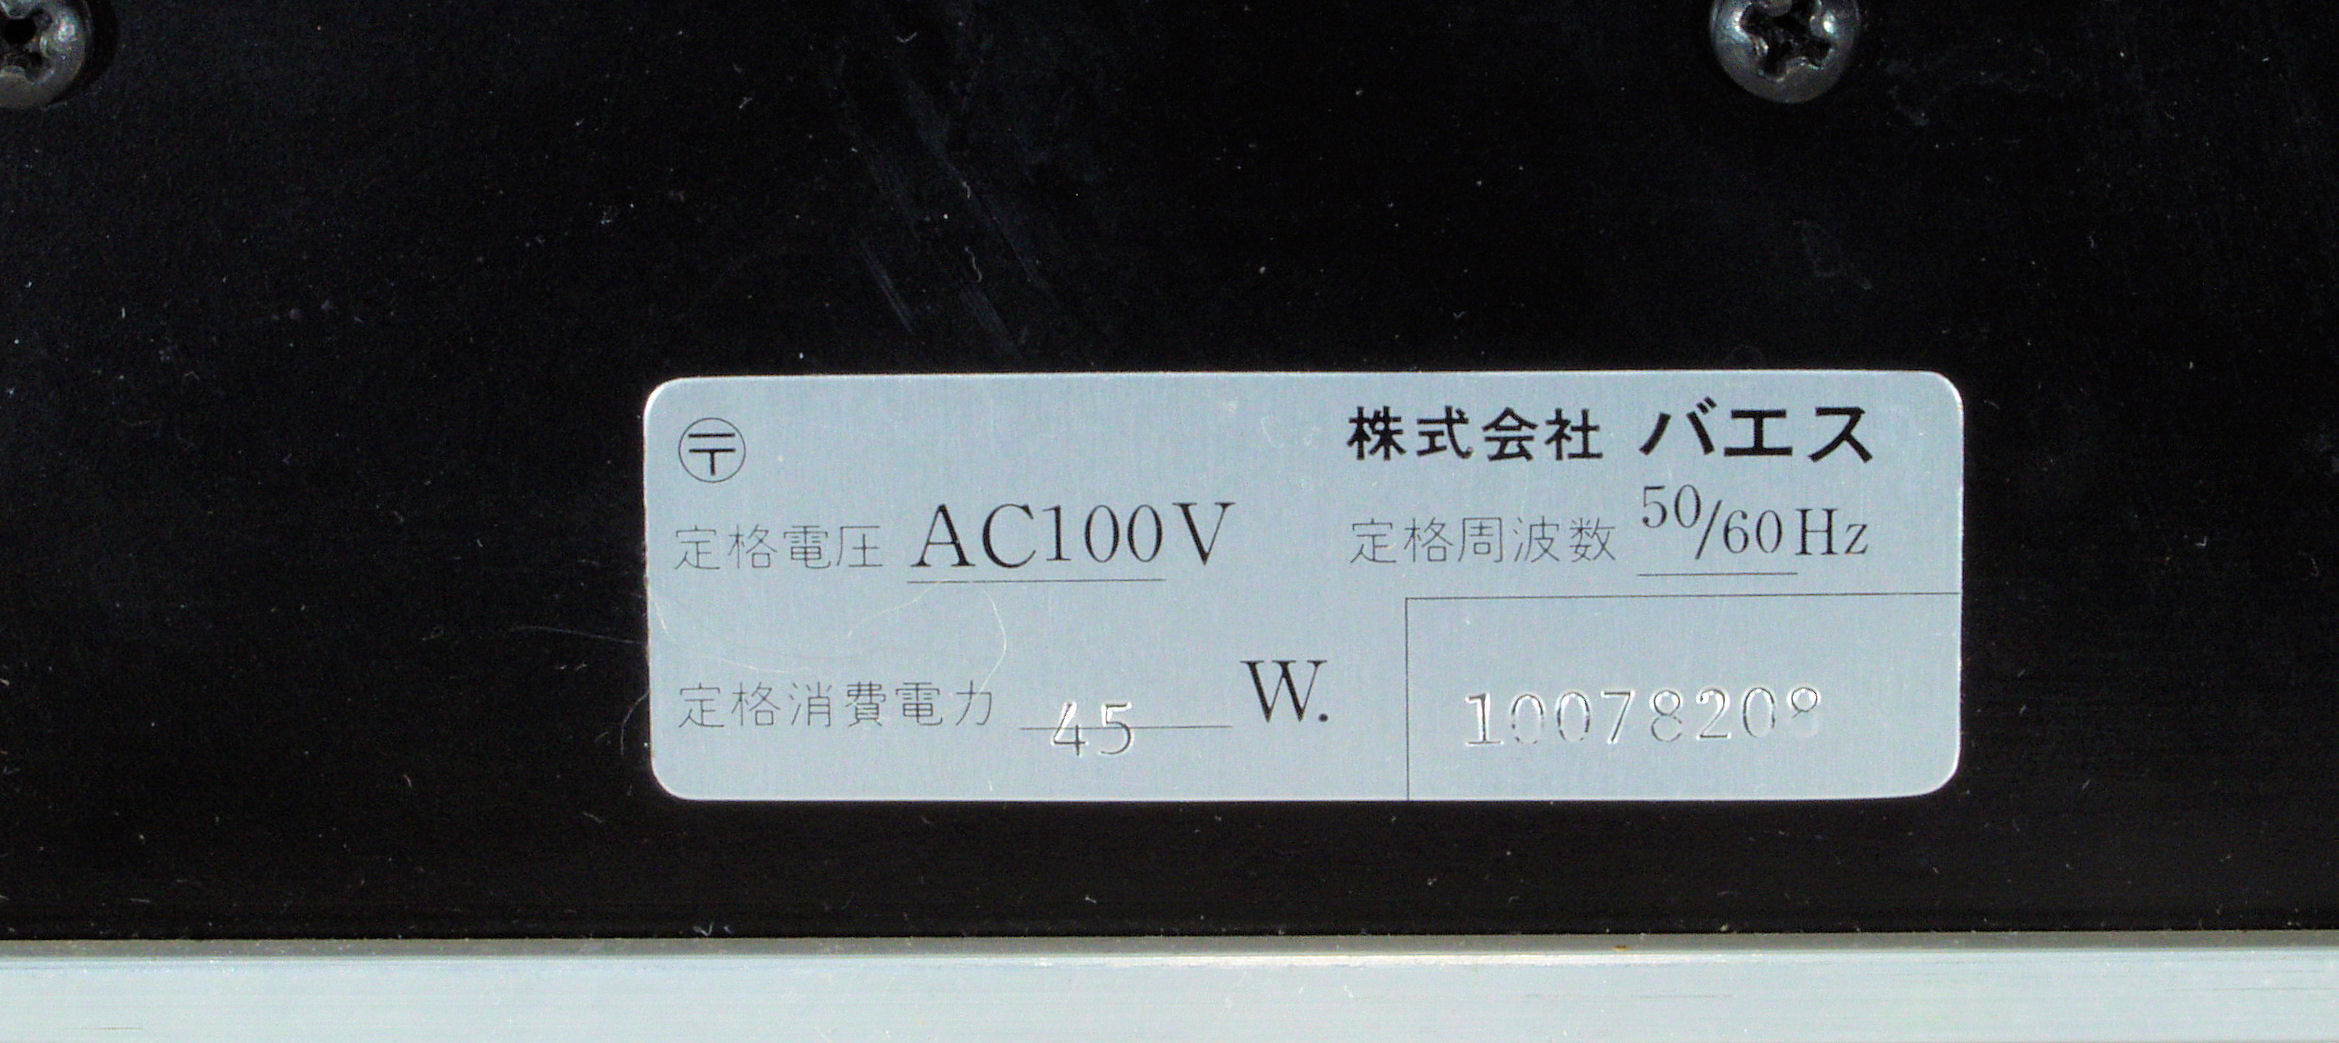 〒
株式会社 バエス
定格電圧 AC100V 定格周波数 50/60Hz
定格消費電力 45 W.
10078208